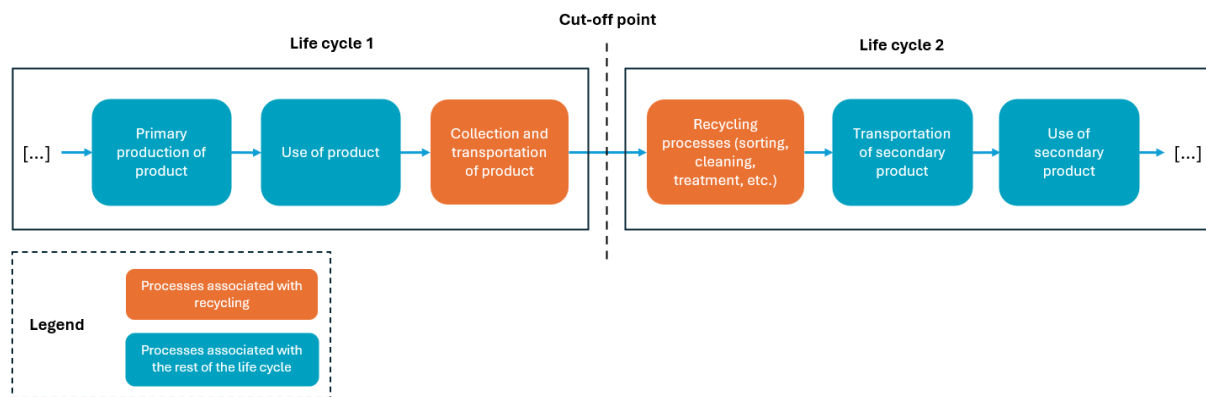 Cut-off point
Life cycle 1
Life cycle 2
[...]
Primary
production of
product
Use of product
Collection and
transportation
of product
Recycling
processes (sorting,
cleaning,
treatment, etc.)
Transportation
of secondary
product
Use of
secondary
product
[...]
Legend
Processes associated with
recycling
Processes associated with
the rest of the life cycle